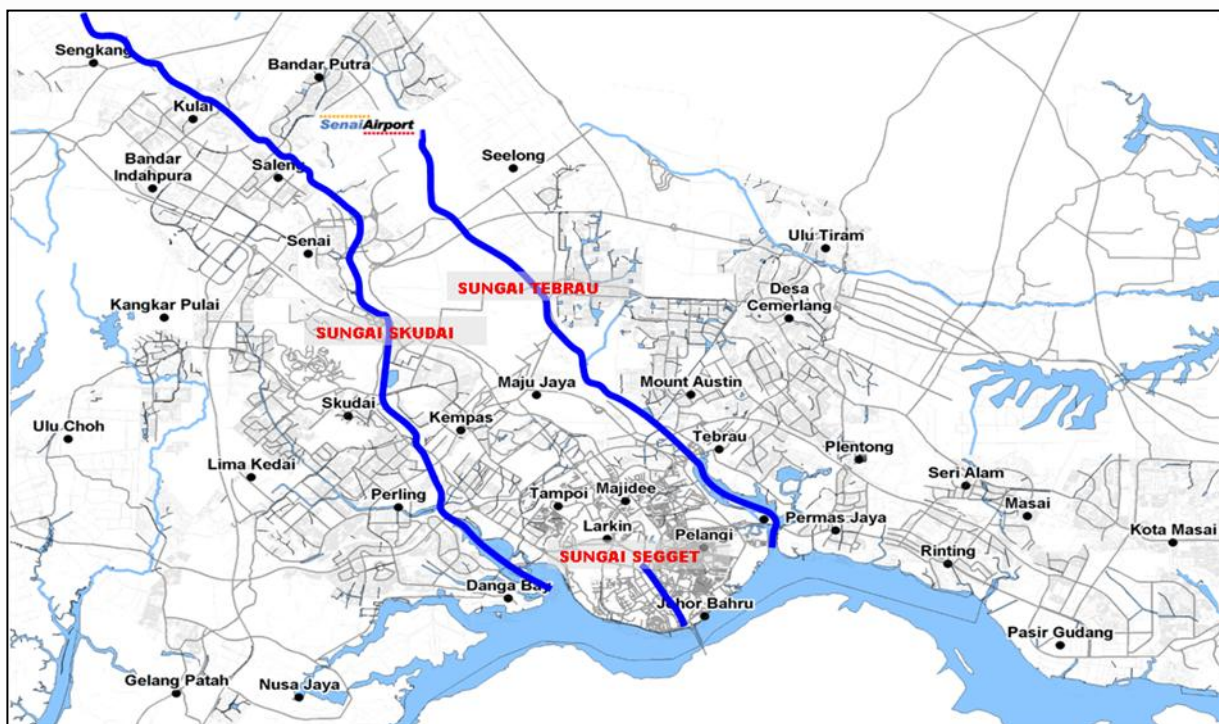 Sengkang
Bandar Putra
Kulai
SenaiAirport
Bandar
Indahpura
Saleng
Seelong
Senai
Ulu Tiram
SUNGAI TEBRAU
Desa
Cemerlang
Kangkar Pulai
SUNGAI SKUDAI
Maju Jaya
Mount Austin
Skudai
Kempas
Ulu Choh
Tebrau
Plentong
Lima Kedai
Seri Alam
Perling
Tampoi
Majidee
Masai
Larkin
Pelangi
Permas Jaya
Kota Masai
SUNGAI SEGGET
Rinting
Danga Bay
Johor Bahru
Pasir Gudang
Gelang Patah
Nusa Jaya